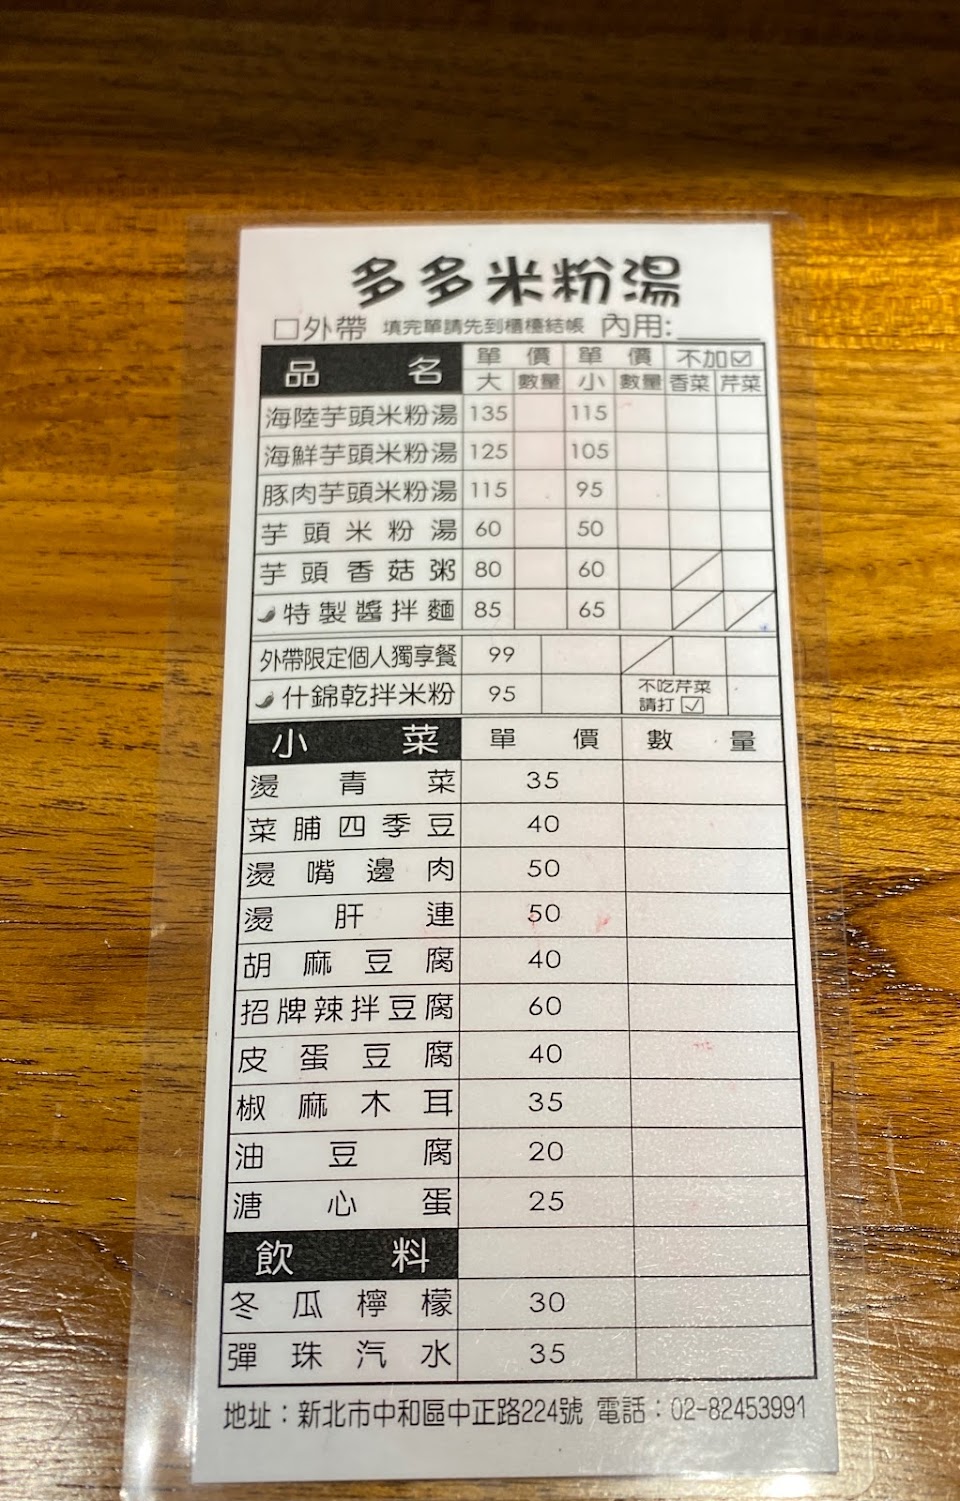 多多米粉湯
□外帶 填完單請先到櫃檯結帳 內用:
品名 單價 單價 不加☑
大 數量 小 數量 香菜 芹菜
海陸芋頭米粉湯 135 115
海鮮芋頭米粉湯 125 105
豚肉芋頭米粉湯 115 95
芋頭米粉湯 60 50
芋頭香菇粥 80 60
特製醬拌麵 85 65
外帶限定個人獨享餐 99
什錦乾拌米粉 95 不吃芹菜
請打☑
小菜 單價 數量
燙青菜 35
菜脯四季豆 40
燙嘴邊肉 50
燙肝連 50
胡麻豆腐 40
招牌辣拌豆腐 60
皮蛋豆腐 40
椒麻木耳 35
油豆腐 20
溏心蛋 25
飲料
冬瓜檸檬 30
彈珠汽水 35
地址：新北市中和區中正路224號 電話：02-82453991